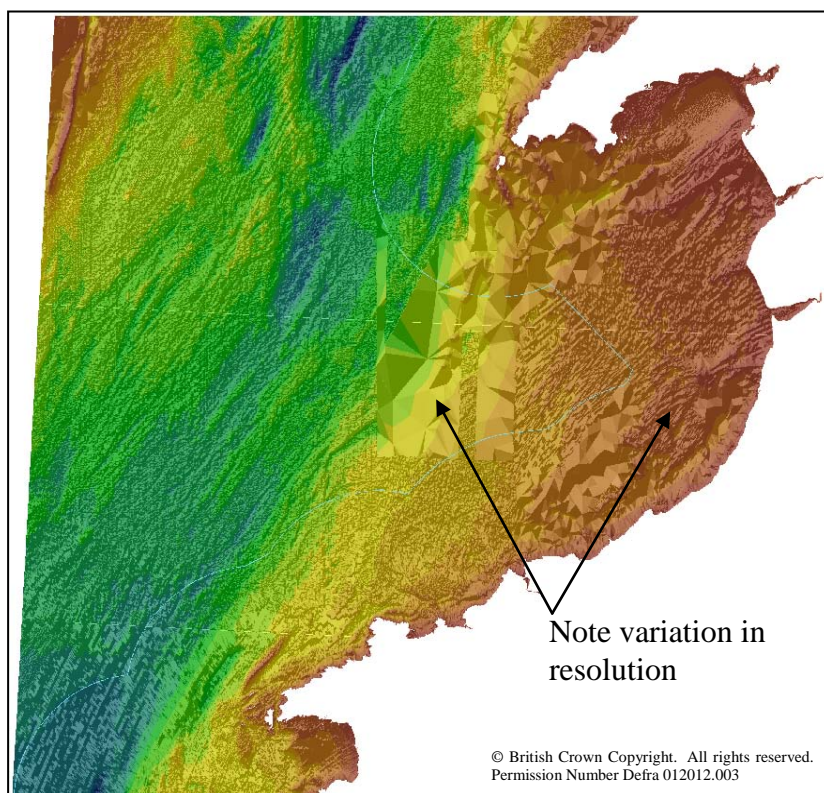 Note variation in
resolution
© British Crown Copyright. All rights reserved.
Permission Number Defra 012012.003